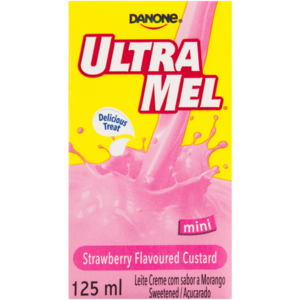 DANONE
ULTRA
MEL
Delicious
Treat
mini
Strawberry Flavoured Custard
125 ml
Leite Creme com sabor a Morango
Sweetened / Açucarado